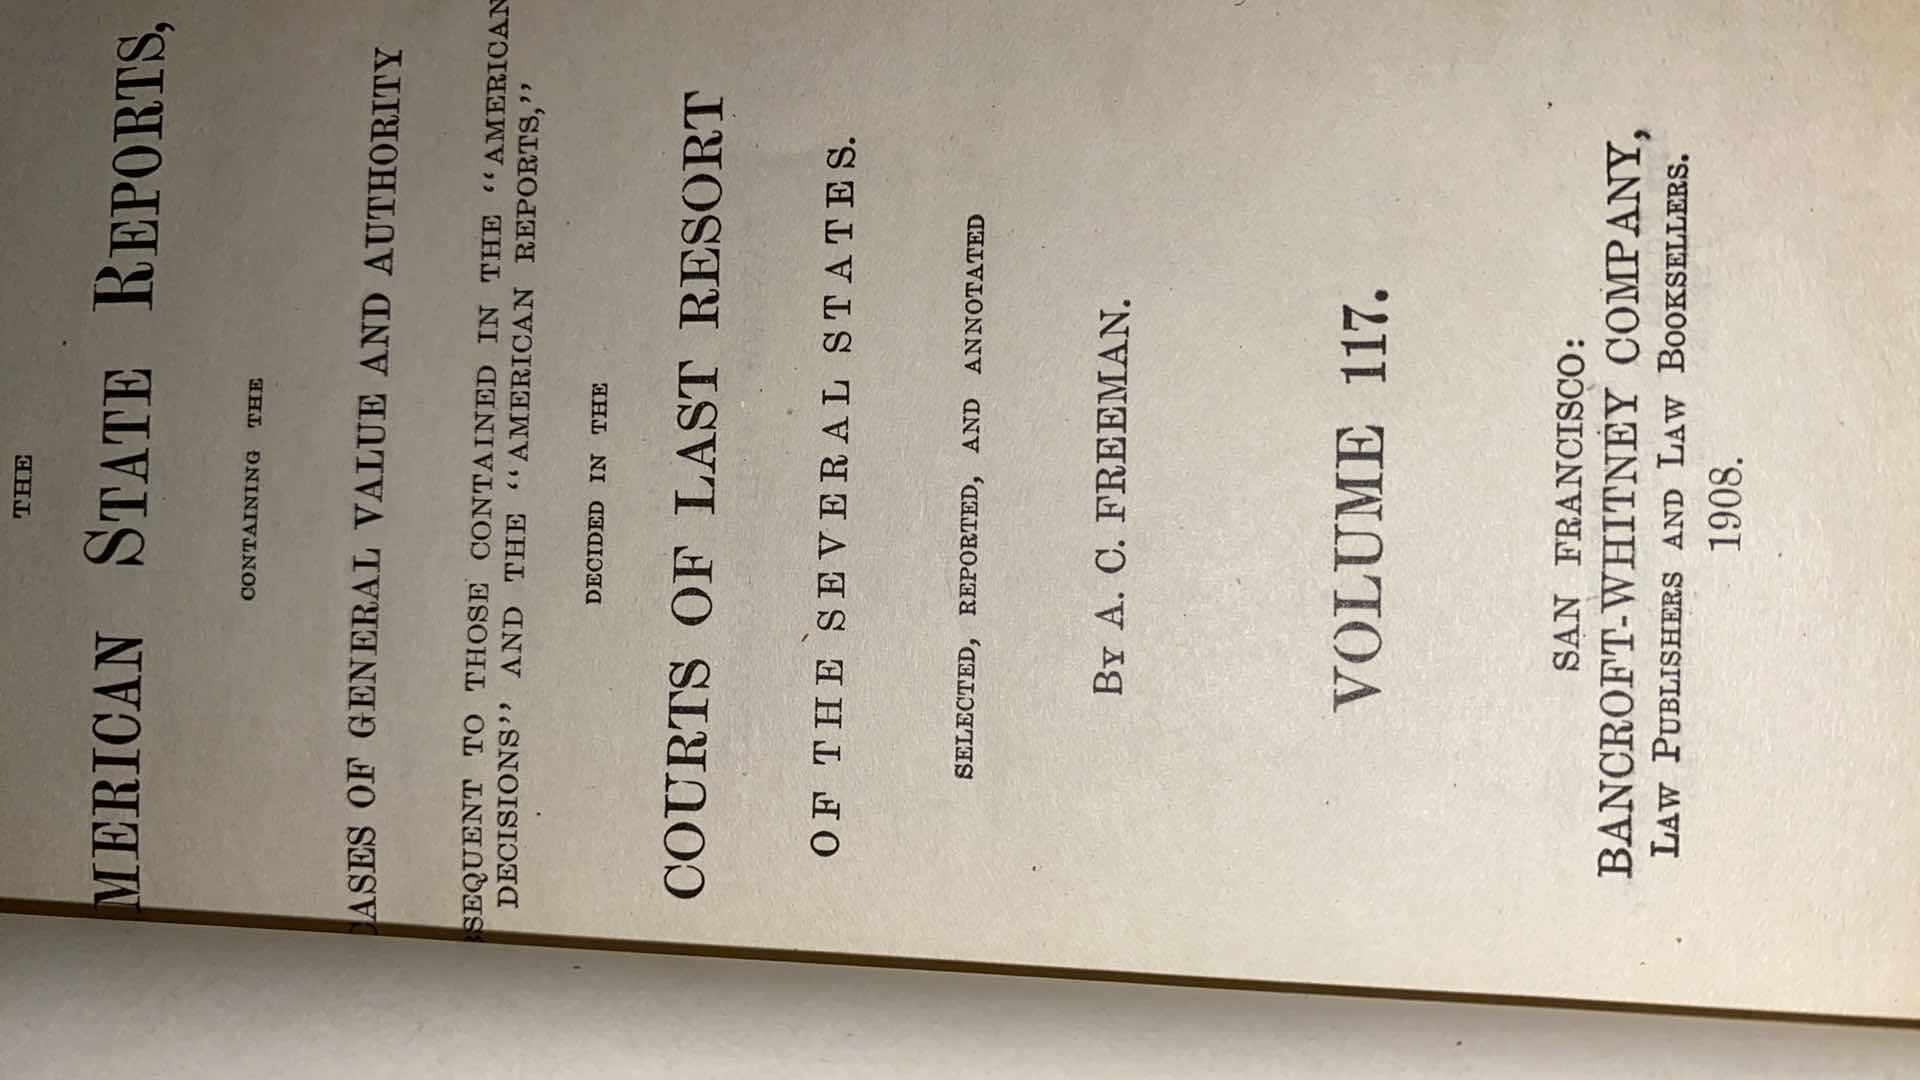 THE
MERICAN STATE REPORTS,
CONTAINING THE
CASES OF GENERAL VALUE AND AUTHORITY
SEQUENT TO THOSE CONTAINED IN THE “AMERICAN
DECISIONS” AND THE “AMERICAN REPORTS,”
DECIDED IN THE
COURTS OF LAST RESORT
OF THE SEVERAL STATES.
SELECTED, REPORTED, AND ANNOTATED
BY A. C. FREEMAN.
VOLUME 117.
SAN FRANCISCO:
BANCROFT-WHITNEY COMPANY,
LAW PUBLISHERS AND LAW BOOKSELLERS.
1908.